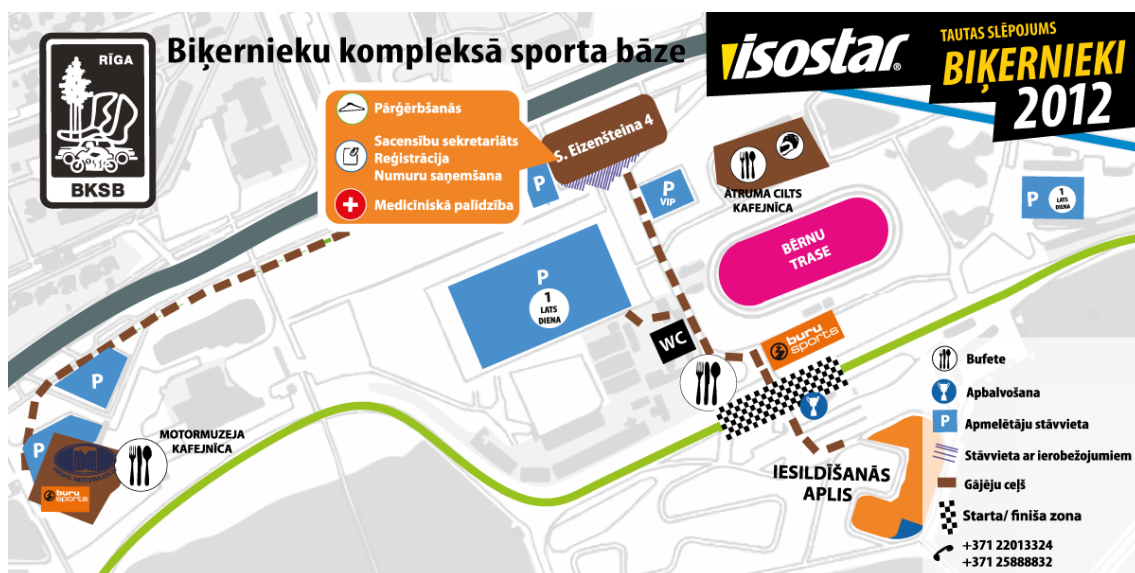 RĪGA
BKSB
Biķernieku kompleksā sporta bāze
isostar®
TAUTAS SLĒPOJUMS
BIĶERNIEKI
2012
Pārģērbšanās
Sacensību sekretariāts
Reģistrācija
Numuru saņemšana
Medicīniskā palīdzība
S. Eizenšteina 4
P
P
VIP
ĀTRUMA CILTS
KAFEJNĪCA
P
1
LATS
DIENA
BĒRNU
TRASE
P
1
LATS
DIENA
WC
buru
sports
P
P
MOTORMUZEJA
KAFEJNĪCA
buru
sports
IESILDĪŠANĀS
APLIS
Bufete
Apbalvošana
P Apmelētāju stāvvieta
Stāvvieta ar ierobežojumiem
Gājēju ceļš
Starta/ finiša zona
+371 22013324
+371 25888832